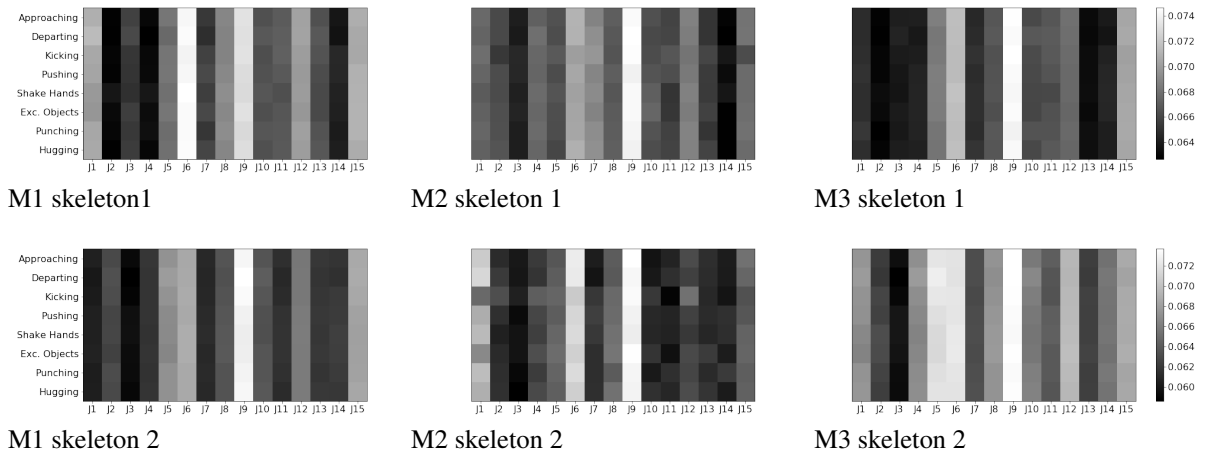 Approaching
Departing
Kicking
Pushing
Shake Hands
Exc. Objects
Punching
Hugging
J1 J2 J3 J4 J5 J6 J7 J8 J9 J10 J11 J12 J13 J14 J15
J1 J2 J3 J4 J5 J6 J7 J8 J9 J10 J11 J12 J13 J14 J15
J1 J2 J3 J4 J5 J6 J7 J8 J9 J10 J11 J12 J13 J14 J15
0.074
0.072
0.070
0.068
0.066
0.064
M1 skeleton1
M2 skeleton 1
M3 skeleton 1
Approaching
Departing
Kicking
Pushing
Shake Hands
Exc. Objects
Punching
Hugging
J1 J2 J3 J4 J5 J6 J7 J8 J9 J10 J11 J12 J13 J14 J15
J1 J2 J3 J4 J5 J6 J7 J8 J9 J10 J11 J12 J13 J14 J15
J1 J2 J3 J4 J5 J6 J7 J8 J9 J10 J11 J12 J13 J14 J15
0.072
0.070
0.068
0.066
0.064
0.062
0.060
M1 skeleton 2
M2 skeleton 2
M3 skeleton 2